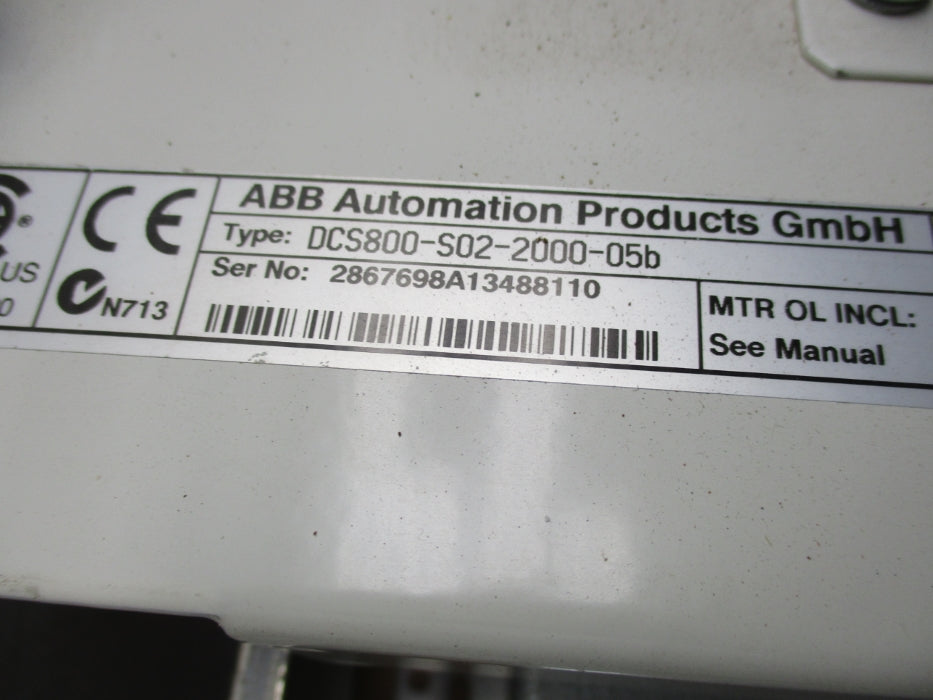 ABB Automation Products GmbH
Type: DCS800-S02-2000-05b
Ser No: 2867698A13488110
MTR OL INCL:
See Manual
CE
N713
®
US
0